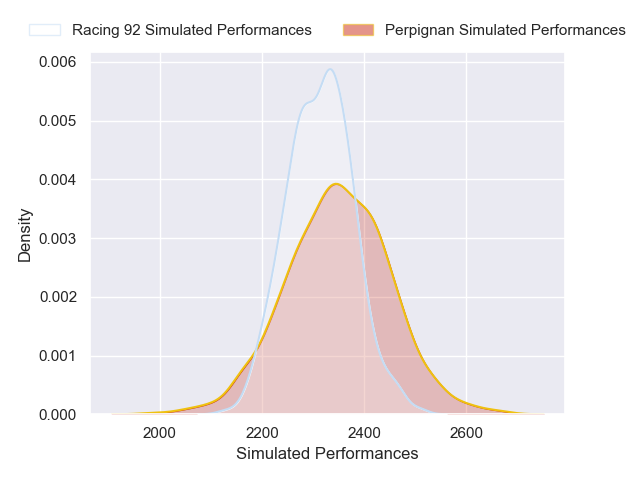 Racing 92 Simulated Performances Perpignan Simulated Performances
0.006
0.005
0.004
0.003
0.002
0.001
0.000
Density
2000 2200 2400 2600
Simulated Performances